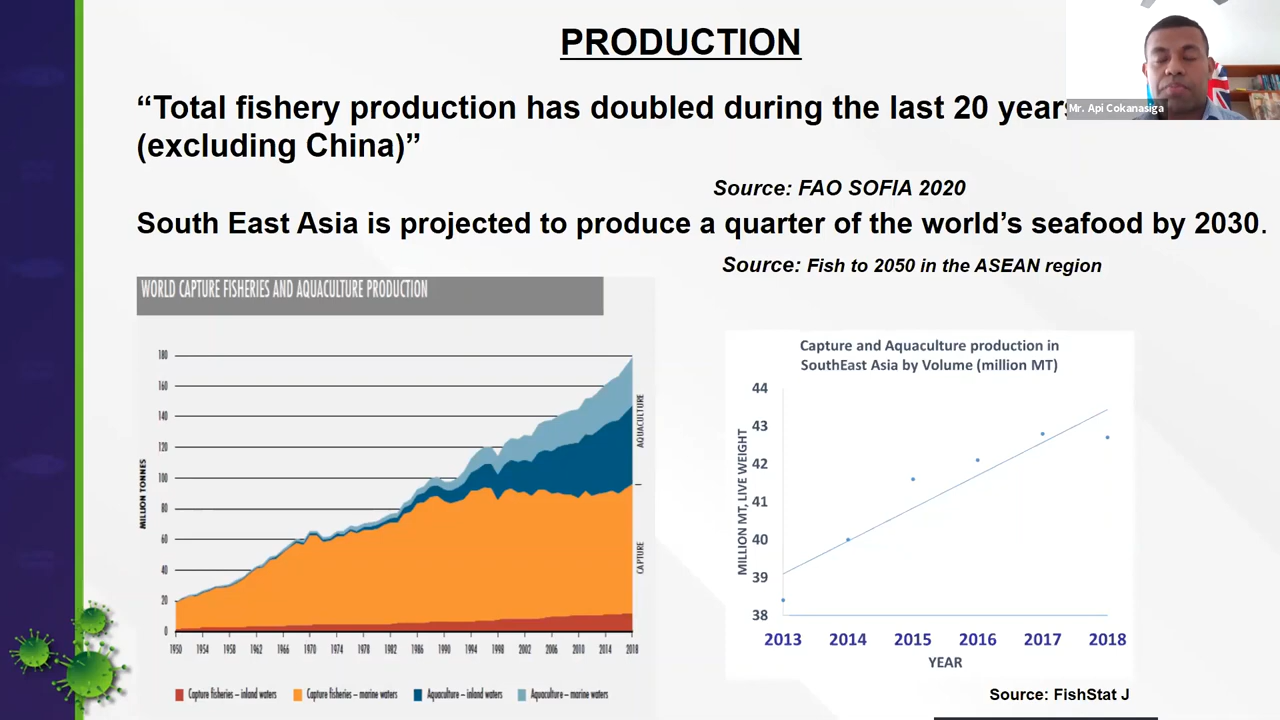 PRODUCTION
“Total fishery production has doubled during the last 20 years
(excluding China)”
Mr. Api Cokanasiga
Source: FAO SOFIA 2020
South East Asia is projected to produce a quarter of the world’s seafood by 2030.
Source: Fish to 2050 in the ASEAN region
WORLD CAPTURE FISHERIES AND AQUACULTURE PRODUCTION
MILLION TONNES
180
160
140
120
100
80
60
40
20
0
1950 1954 1958 1962 1966 1970 1974 1978 1982 1986 1990 1994 1998 2002 2006 2010 2014 2018
AQUACULTURE
CAPTURE
Capture fisheries – inland waters Capture fisheries – marine waters Aquaculture – inland waters Aquaculture – marine waters
Capture and Aquaculture production in
SouthEast Asia by Volume (million MT)
MILLION MT, LIVE WEIGHT
44
43
42
41
40
39
38
2013 2014 2015 2016 2017 2018
YEAR
Source: FishStat J